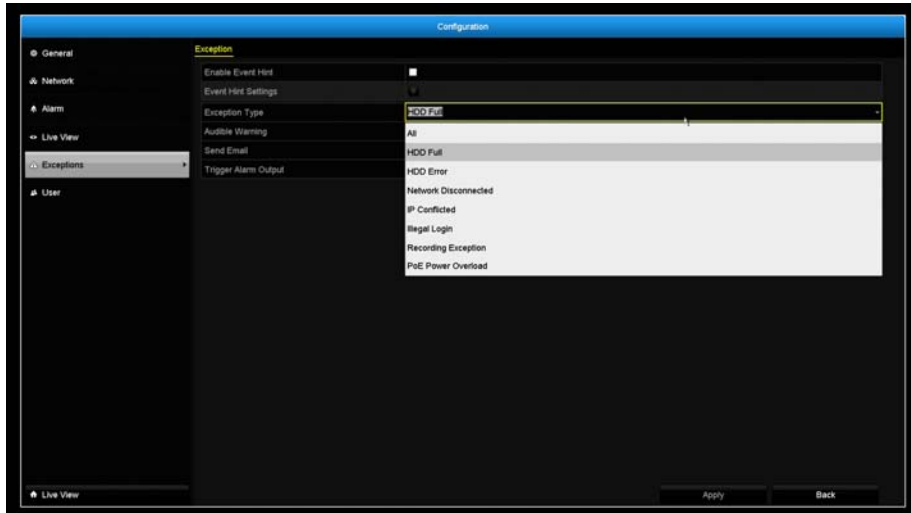 Configuration
General
Network
Alarm
Live View
Exceptions
User
Live View
Exception
Enable Event Hint
Event Hint Settings
Exception Type
HDD Full
Audible Warning
Send Email
Trigger Alarm Output
All
HDD Full
HDD Error
Network Disconnected
IP Conflicted
Illegal Login
Recording Exception
PoE Power Overload
Apply
Back